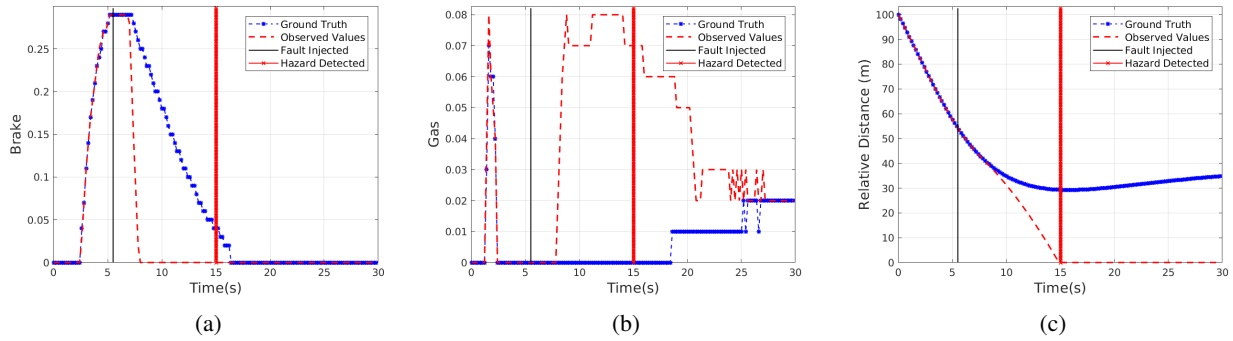 Ground Truth
Observed Values
Fault Injected
Hazard Detected
0.25
0.2
0.15
0.1
0.05
0
Brake
0 5 10 15 20 25 30
Time(s)
(a)
Ground Truth
Observed Values
Fault Injected
Hazard Detected
0.08
0.07
0.06
0.05
0.04
0.03
0.02
0.01
0
Gas
0 5 10 15 20 25 30
Time(s)
(b)
Ground Truth
Observed Values
Fault Injected
Hazard Detected
100
90
80
70
60
50
40
30
20
10
0
Relative Distance (m)
0 5 10 15 20 25 30
Time(s)
(c)